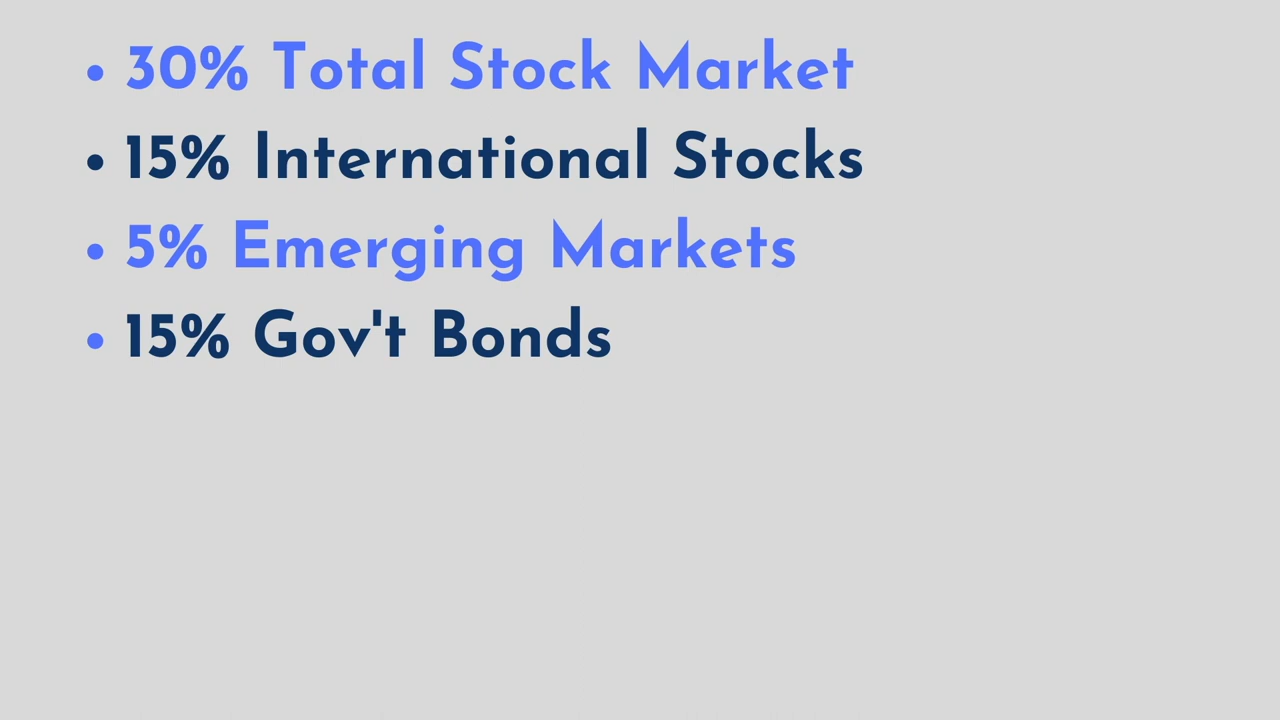 • 30% Total Stock Market
• 15% International Stocks
• 5% Emerging Markets
• 15% Gov't Bonds